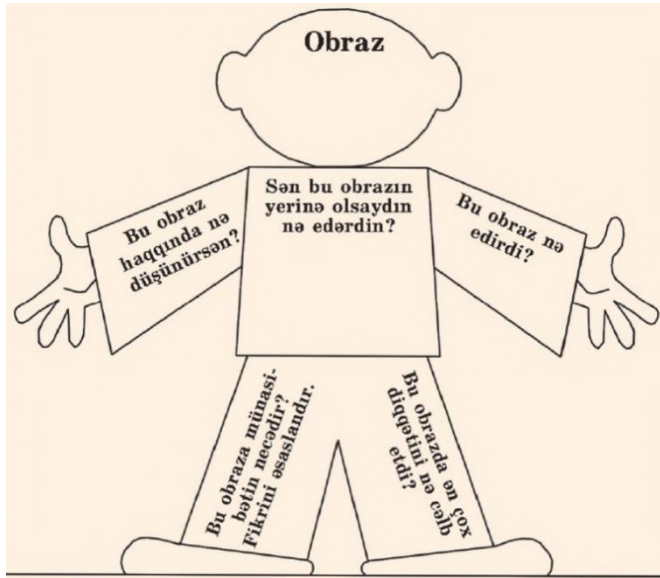 Obraz
Bu obraz
haqqında nə
düşünürsən?
Sən bu obrazın
yerinə olsaydın
nə edərdin?
Bu obraz nə
edirdi?
Bu obraza münasi-
bətin necədir?
Fikrini əsaslandır.
Bu obrazda ən çox
diqqətini nə cəlb
etdi?